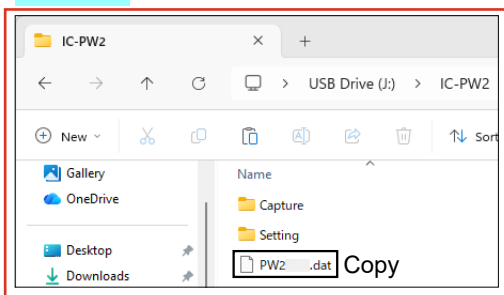 IC-PW2
USB Drive (J:) > IC-PW2
New
Sort
Gallery
OneDrive
Desktop
Downloads
Name
Capture
Setting
PW2 .dat Copy